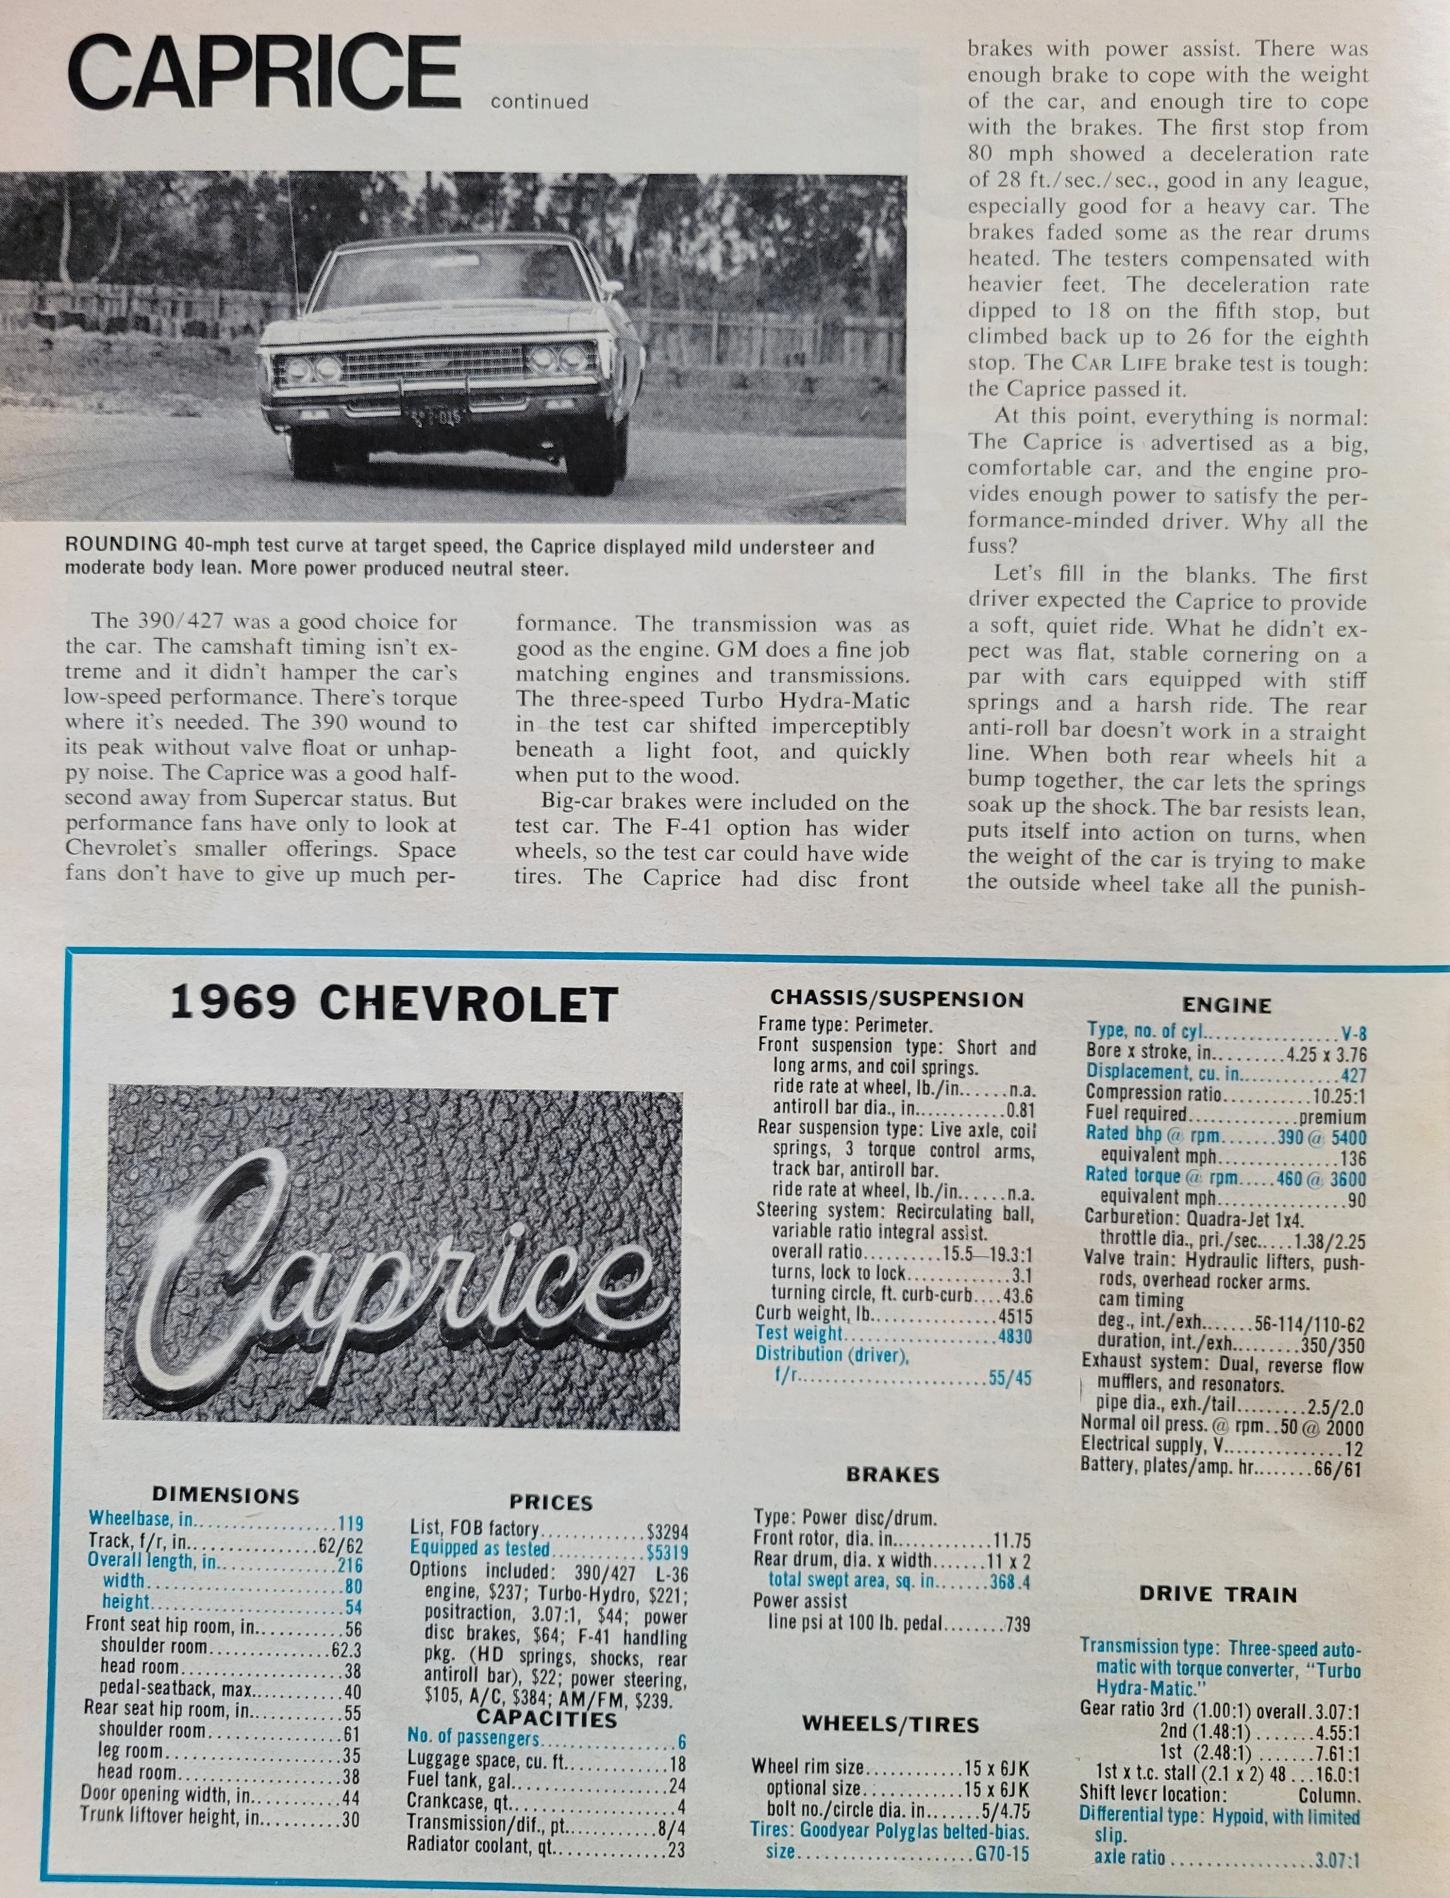 CAPRICE continued
ROUNDING 40-mph test curve at target speed, the Caprice displayed mild understeer and
moderate body lean. More power produced neutral steer.
The 390/427 was a good choice for
the car. The camshaft timing isn't ex-
treme and it didn't hamper the car's
low-speed performance. There's torque
where it's needed. The 390 wound to
its peak without valve float or unhap-
py noise. The Caprice was a good half-
second away from Supercar status. But
performance fans have only to look at
Chevrolet's smaller offerings. Space
fans don't have to give up much per-
formance. The transmission was as
good as the engine. GM does a fine job
matching engines and transmissions.
The three-speed Turbo Hydra-Matic
in the test car shifted imperceptibly
beneath a light foot, and quickly
when put to the wood.
Big-car brakes were included on the
test car. The F-41 option has wider
wheels, so the test car could have wide
tires. The Caprice had disc front
brakes with power assist. There was
enough brake to cope with the weight
of the car, and enough tire to cope
with the brakes. The first stop from
80 mph showed a deceleration rate
of 28 ft./sec./sec., good in any league,
especially good for a heavy car. The
brakes faded some as the rear drums
heated. The testers compensated with
heavier feet. The deceleration rate
dipped to 18 on the fifth stop, but
climbed back up to 26 for the eighth
stop. The CAR LIFE brake test is tough:
the Caprice passed it.
At this point, everything is normal:
The Caprice is advertised as a big,
comfortable car, and the engine pro-
vides enough power to satisfy the per-
formance-minded driver. Why all the
fuss?
Let's fill in the blanks. The first
driver expected the Caprice to provide
a soft, quiet ride. What he didn't ex-
pect was flat, stable cornering on a
par with cars equipped with stiff
springs and a harsh ride. The rear
anti-roll bar doesn't work in a straight
line. When both rear wheels hit a
bump together, the car lets the springs
soak up the shock. The bar resists lean,
puts itself into action on turns, when
the weight of the car is trying to make
the outside wheel take all the punish-
1969 CHEVROLET
Caprice
DIMENSIONS
Wheelbase, in..................119
Track, f/r, in................62/62
Overall length, in..............216
width.........................80
height........................54
Front seat hip room, in..........56
shoulder room...............62.3
head room....................38
pedal-seatback, max...........40
Rear seat hip room, in...........55
shoulder room................61
leg room.....................35
head room....................38
Door opening width, in...........44
Trunk liftover height, in..........30
PRICES
List, FOB factory.............$3294
Equipped as tested............$5319
Options included: 390/427 L-36
engine, $237; Turbo-Hydro, $221;
positraction, 3.07:1, $44; power
disc brakes, $64; F-41 handling
pkg. (HD springs, shocks, rear
antiroll bar), $22; power steering,
$105, A/C, $384; AM/FM, $239.
CAPACITIES
No. of passengers.................6
Luggage space, cu. ft.............18
Fuel tank, gal....................24
Crankcase, qt.....................4
Transmission/dif., pt...........8/4
Radiator coolant, qt..............23
CHASSIS/SUSPENSION
Frame type: Perimeter.
Front suspension type: Short and
long arms, and coil springs.
ride rate at wheel, lb./in......n.a.
antiroll bar dia., in...........0.81
Rear suspension type: Live axle, coil
springs, 3 torque control arms,
track bar, antiroll bar.
ride rate at wheel, lb./in......n.a.
Steering system: Recirculating ball,
variable ratio integral assist.
overall ratio..........15.5—19.3:1
turns, lock to lock.............3.1
turning circle, ft. curb-curb....43.6
Curb weight, lb................4515
Test weight....................4830
Distribution (driver),
f/r........................55/45
BRAKES
Type: Power disc/drum.
Front rotor, dia. in............11.75
Rear drum, dia. x width.......11 x 2
total swept area, sq. in.......368.4
Power assist
line psi at 100 lb. pedal........739
WHEELS/TIRES
Wheel rim size............15 x 6JK
optional size............15 x 6JK
bolt no./circle dia. in.......5/4.75
Tires: Goodyear Polyglas belted-bias.
size......................G70-15
ENGINE
Type, no. of cyl.................V-8
Bore x stroke, in.........4.25 x 3.76
Displacement, cu. in............427
Compression ratio...........10.25:1
Fuel required..............premium
Rated bhp @ rpm.......390 @ 5400
equivalent mph...............136
Rated torque @ rpm.....460 @ 3600
equivalent mph................90
Carburetion: Quadra-Jet 1x4.
throttle dia., pri./sec.....1.38/2.25
Valve train: Hydraulic lifters, push-
rods, overhead rocker arms.
cam timing
deg., int./exh.......56-114/110-62
duration, int./exh.........350/350
Exhaust system: Dual, reverse flow
mufflers, and resonators.
pipe dia., exh./tail.........2.5/2.0
Normal oil press. @ rpm..50 @ 2000
Electrical supply, V...............12
Battery, plates/amp. hr........66/61
DRIVE TRAIN
Transmission type: Three-speed auto-
matic with torque converter, "Turbo
Hydra-Matic."
Gear ratio 3rd (1.00:1) overall.3.07:1
2nd (1.48:1) .......4.55:1
1st (2.48:1) .......7.61:1
1st x t.c. stall (2.1 x 2) 48 ...16.0:1
Shift lever location: Column.
Differential type: Hypoid, with limited
slip.
axle ratio ..................3.07:1